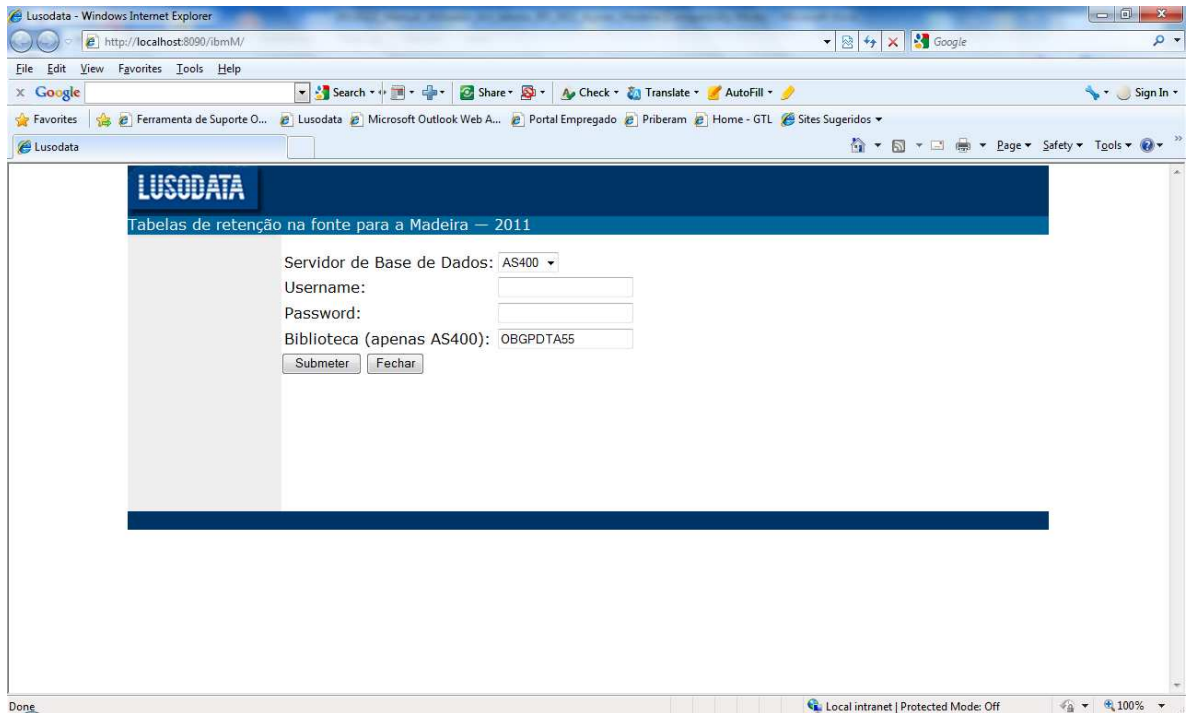 Lusodata - Windows Internet Explorer
http://localhost:8090/ibmM/
Google
File Edit View Favorites Tools Help
x Google Search Share Check Translate AutoFill Sign In
Favorites Ferramenta de Suporte O... Lusodata Microsoft Outlook Web A... Portal Empregado Priberam Home - GTL Sites Sugeridos
Lusodata Page Safety Tools »
LUSODATA
Tabelas de retenção na fonte para a Madeira — 2011
Servidor de Base de Dados: AS400
Username:
Password:
Biblioteca (apenas AS400): OBGPDTA55
Submeter Fechar
Done Local intranet | Protected Mode: Off 100%